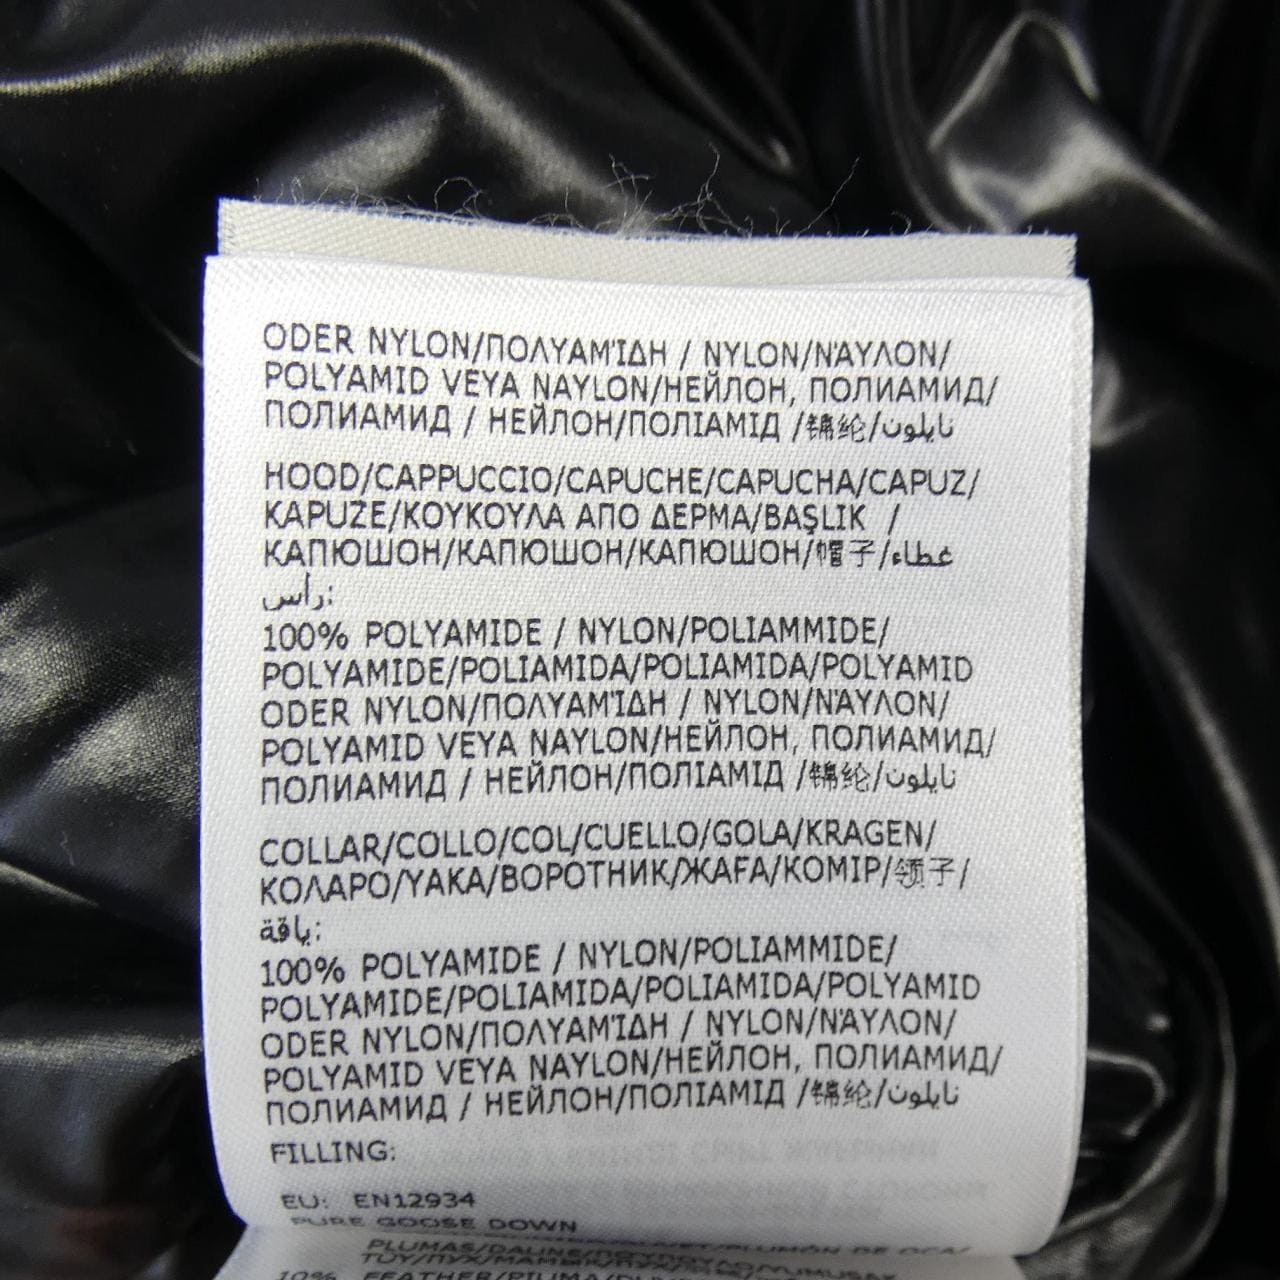 ODER NYLON/ΠΟΛΥΑΜΊΔΗ / NYLON/ΝΆΥΛΟΝ/
POLYAMID VEYA NAYLON/НЕЙЛОН, ПОЛИАМИД/
ПОЛИАМИД / НЕЙЛОН/ПОЛІАМІД /锦纶/نايلون
HOOD/CAPPUCCIO/CAPUCHE/CAPUCHA/CAPUZ/
KAPUZE/ΚΟΥΚΟΥΛΑ ΑΠΟ ΔΕΡΜΑ/BAŞLIK /
КАПЮШОН/КАПЮШОН/КАПЮШОН/帽子/غطاء
رأس:
100% POLYAMIDE / NYLON/POLIAMMIDE/
POLYAMIDE/POLIAMIDA/POLIAMIDA/POLYAMID
ODER NYLON/ΠΟΛΥΑΜΊΔΗ / NYLON/ΝΆΥΛΟΝ/
POLYAMID VEYA NAYLON/НЕЙЛОН, ПОЛИАМИД/
ПОЛИАМИД / НЕЙЛОН/ПОЛІАМІД /锦纶/نايلون
COLLAR/COLLO/COL/CUELLO/GOLA/KRAGEN/
ΚΟΛΑΡΟ/YAKA/ВОРОТНИК/ЖАҒА/КОМІР/领子/
ياقة:
100% POLYAMIDE / NYLON/POLIAMMIDE/
POLYAMIDE/POLIAMIDA/POLIAMIDA/POLYAMID
ODER NYLON/ΠΟΛΥΑΜΊΔΗ / NYLON/ΝΆΥΛΟΝ/
POLYAMID VEYA NAYLON/НЕЙЛОН, ПОЛИАМИД/
ПОЛИАМИД / НЕЙЛОН/ПОЛІАМІД /锦纶/نايلون
FILLING:
EU: EN12934
PURE GOOSE DOWN
10% FEATHER/PIUMA/